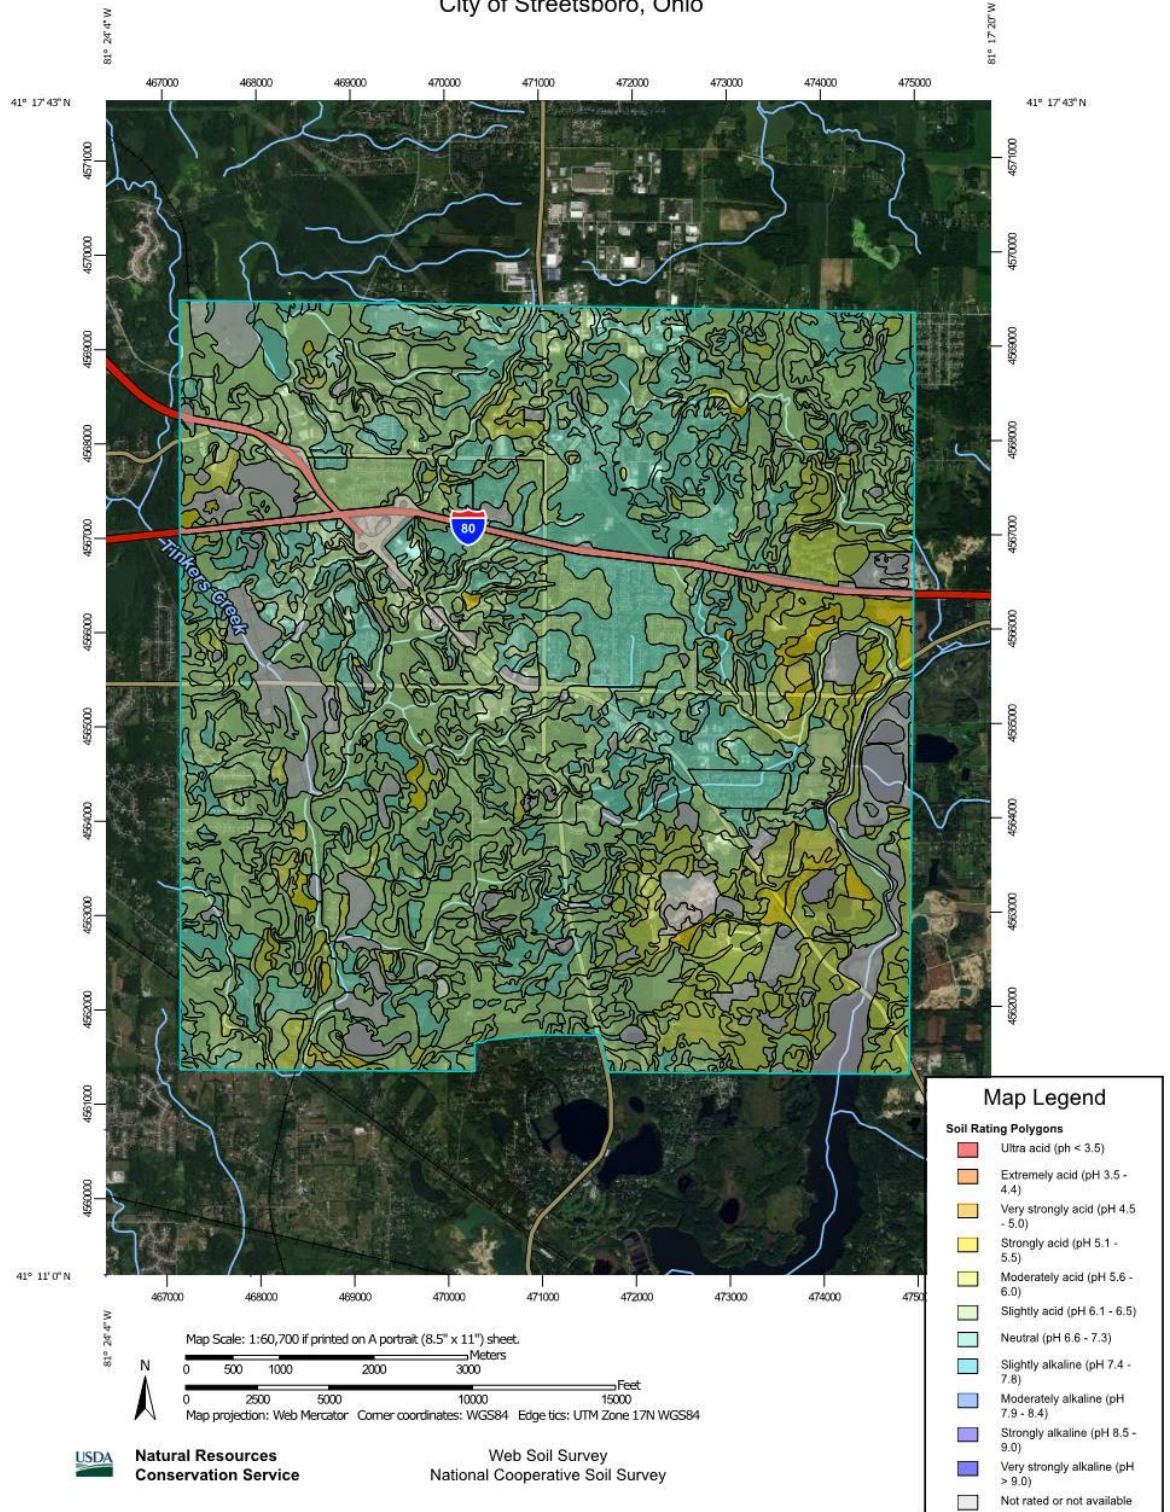 City of Streetsboro, Ohio
81° 24' 4" W
81° 17' 20" W
467000 468000 469000 470000 471000 472000 473000 474000 475000
41° 17' 43" N
41° 17' 43" N
4571000
4571000
4570000
4570000
4569000
4569000
4568000
4568000
4567000
4567000
80
Tinkers Creek
4566000
4566000
4565000
4565000
4564000
4564000
4563000
4563000
4562000
4562000
4561000
4560000
41° 11' 0" N
467000 468000 469000 470000 471000 472000 473000 474000 47500
81° 24' 4" W
Map Legend
Soil Rating Polygons
Ultra acid (ph < 3.5)
Extremely acid (pH 3.5 -
4.4)
Very strongly acid (pH 4.5
- 5.0)
Strongly acid (pH 5.1 -
5.5)
Moderately acid (pH 5.6 -
6.0)
Slightly acid (pH 6.1 - 6.5)
Neutral (pH 6.6 - 7.3)
Slightly alkaline (pH 7.4 -
7.8)
Moderately alkaline (pH
7.9 - 8.4)
Strongly alkaline (pH 8.5 -
9.0)
Very strongly alkaline (pH
> 9.0)
Not rated or not available
Map Scale: 1:60,700 if printed on A portrait (8.5" x 11") sheet.
Meters
0 500 1000 2000 3000
N
Feet
0 2500 5000 10000 15000
Map projection: Web Mercator Corner coordinates: WGS84 Edge tics: UTM Zone 17N WGS84
USDA
Natural Resources
Conservation Service
Web Soil Survey
National Cooperative Soil Survey